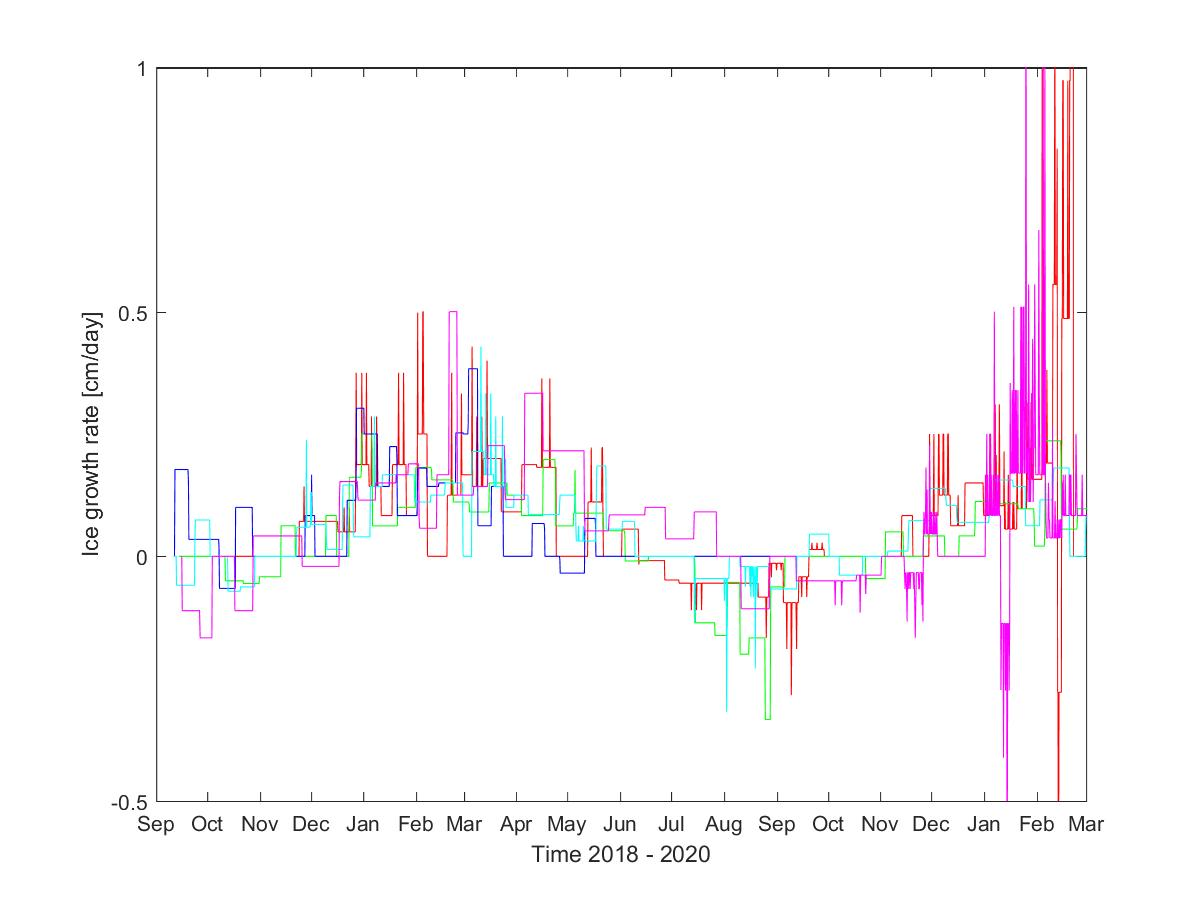 Ice growth rate [cm/day]
1
0.5
0
-0.5
Sep Oct Nov Dec Jan Feb Mar Apr May Jun Jul Aug Sep Oct Nov Dec Jan Feb Mar
Time 2018 - 2020